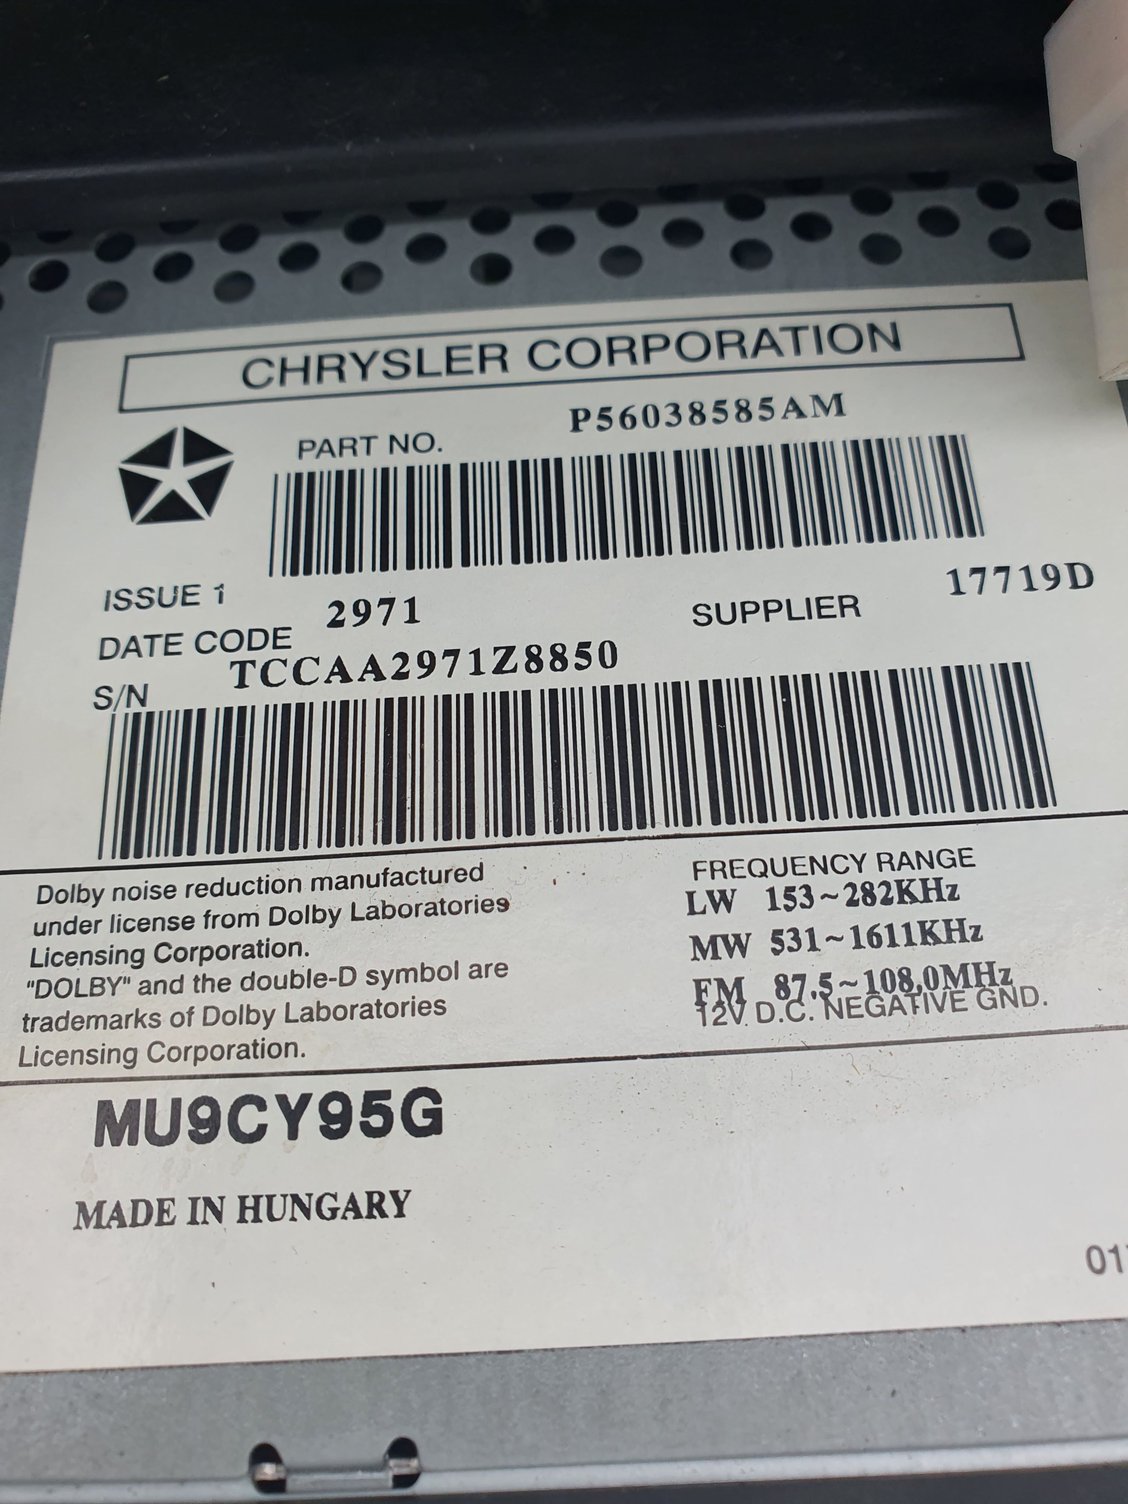 CHRYSLER CORPORATION
PART NO. P56038585AM
ISSUE 1
DATE CODE 2971 SUPPLIER 17719D
S/N TCCAA2971Z8850
Dolby noise reduction manufactured
under license from Dolby Laboratories
Licensing Corporation.
"DOLBY" and the double-D symbol are
trademarks of Dolby Laboratories
Licensing Corporation.
FREQUENCY RANGE
LW 153~282KHz
MW 531~1611KHz
FM 87.5~108.0MHz
12V D.C. NEGATIVE GND.
MU9CY95G
MADE IN HUNGARY